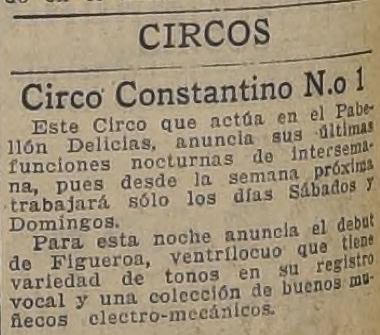 CIRCOS
Circo Constantino N.o 1
Este Circo que actúa en el Pabe-
llón Delicias, anuncia sus últimas
funciones nocturnas de intersema-
na, pues desde la semana próxima
trabajará sólo los días Sábados y
Domingos.
Para esta noche anuncia el debut
de Figueroa, ventrílocuo que tiene
variedad de tonos en su registro
vocal y una colección de buenos mu-
ñecos electro-mecánicos.